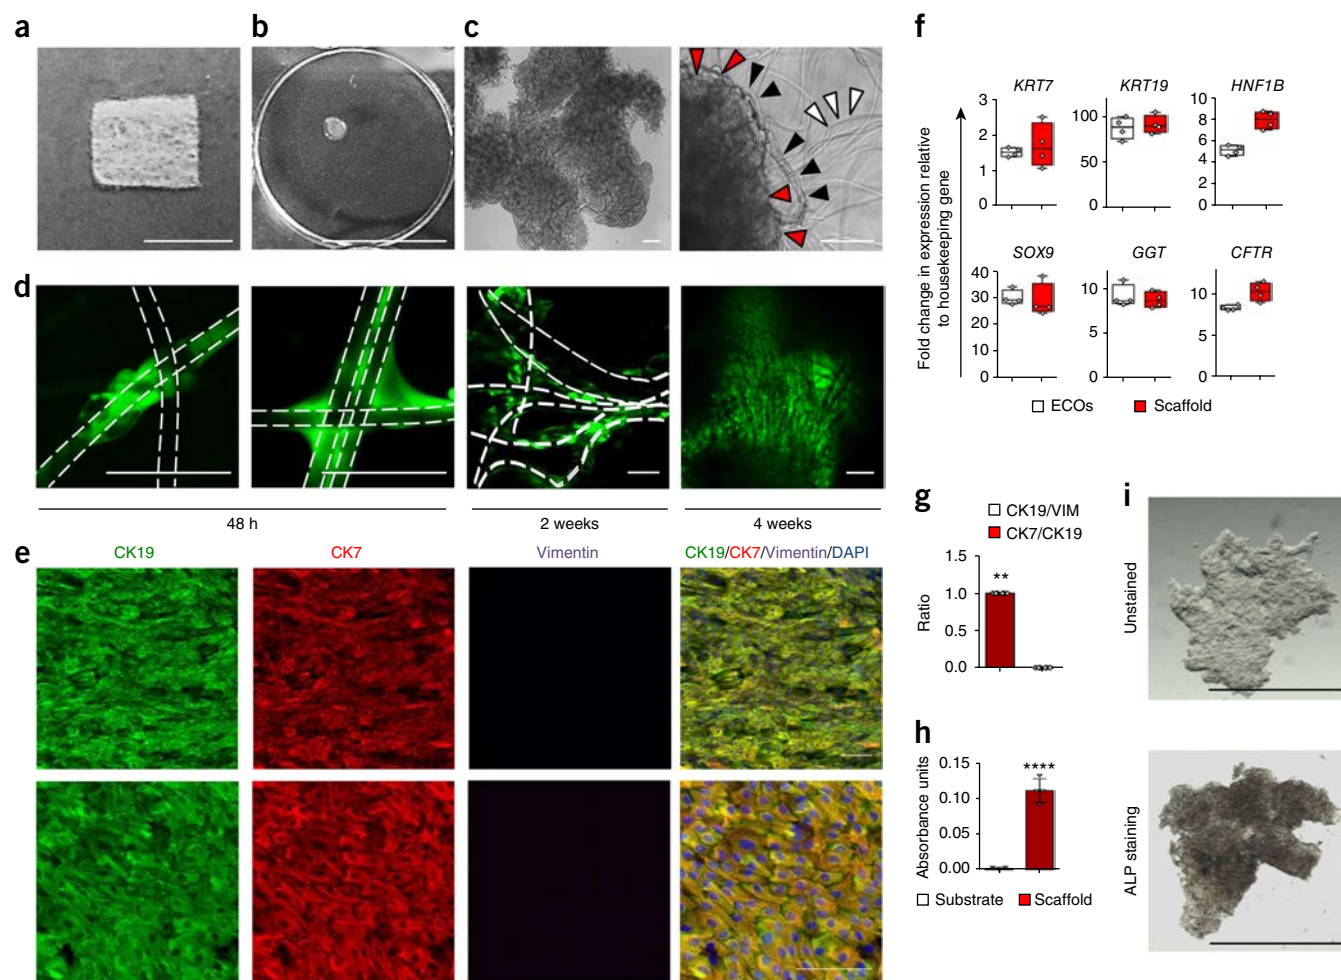 a
b
c
d
48 h
2 weeks
4 weeks
e
CK19
CK7
Vimentin
CK19/CK7/Vimentin/DAPI
f
Fold change in expression relative
to housekeeping gene
KRT7
3
2
1
0
KRT19
100
50
0
HNF1B
10
8
6
4
2
0
SOX9
40
30
20
10
0
GGT
10
5
0
CFTR
10
5
0
ECOs
Scaffold
g
CK19/VIM
CK7/CK19
Ratio
1.5
1.0
0.5
0.0
**
h
Absorbance units
0.15
0.10
0.05
0.00
****
Substrate
Scaffold
i
Unstained
ALP staining